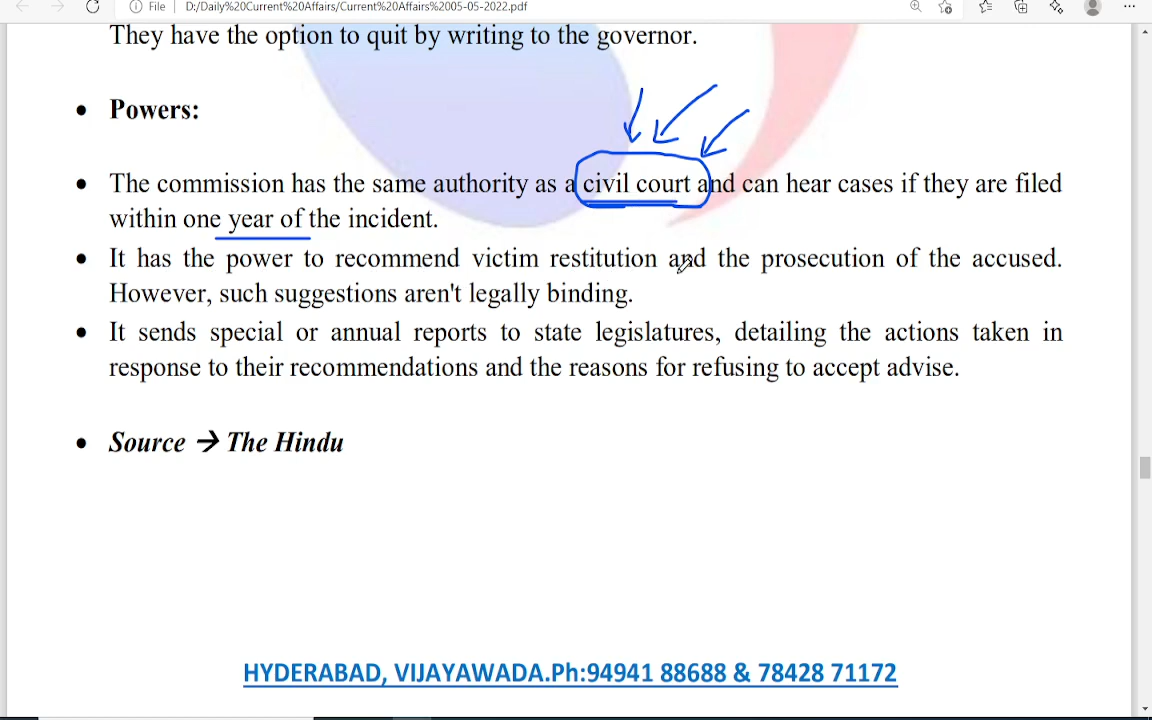 File | D:/Daily%20Current%20Affairs/Current%20Affairs%2005-05-2022.pdf
They have the option to quit by writing to the governor.
• Powers:
• The commission has the same authority as a civil court and can hear cases if they are filed
within one year of the incident.
• It has the power to recommend victim restitution and the prosecution of the accused.
However, such suggestions aren't legally binding.
• It sends special or annual reports to state legislatures, detailing the actions taken in
response to their recommendations and the reasons for refusing to accept advise.
• Source → The Hindu
HYDERABAD, VIJAYAWADA.Ph:94941 88688 & 78428 71172